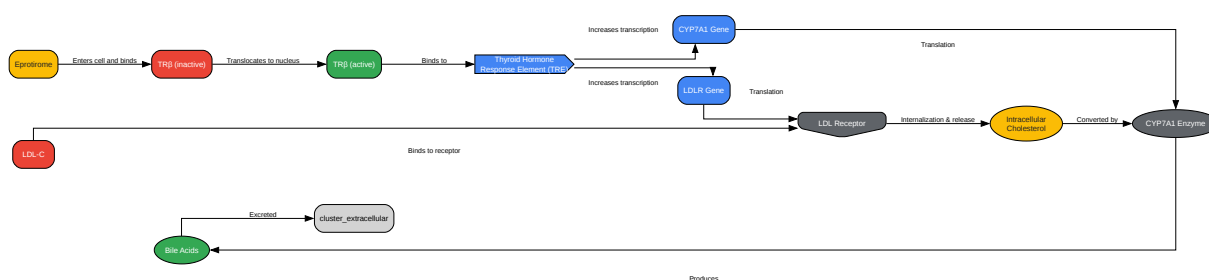 Increases transcription
CYP7A1 Gene
Translation
Eprotirome
Enters cell and binds
TRβ (inactive)
Translocates to nucleus
TRβ (active)
Binds to
Thyroid Hormone
Response Element (TRE)
Increases transcription
LDLR Gene
Translation
LDL Receptor
Internalization & release
Intracellular
Cholesterol
Converted by
CYP7A1 Enzyme
LDL-C
Binds to receptor
Excreted
cluster_extracellular
Bile Acids
Produces